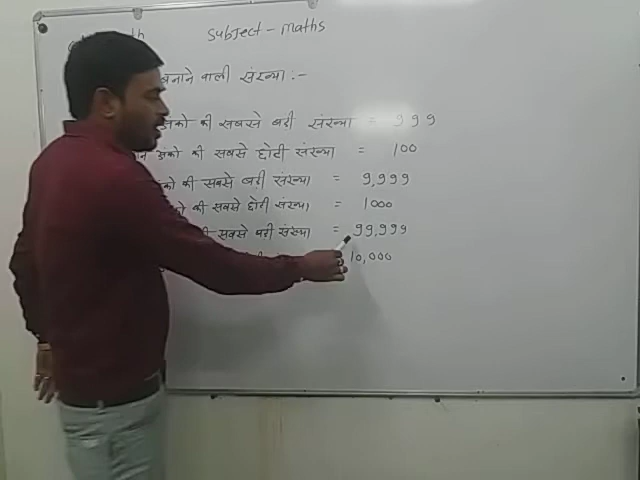 th Subject - Maths
बनाने वाली संख्या :-
अंको की सबसे बड़ी संख्या = 999
अंको की सबसे छोटी संख्या = 100
की सबसे बड़ी संख्या = 9,999
की सबसे छोटी संख्या = 1000
की सबसे बड़ी संख्या = 99,999
10,000